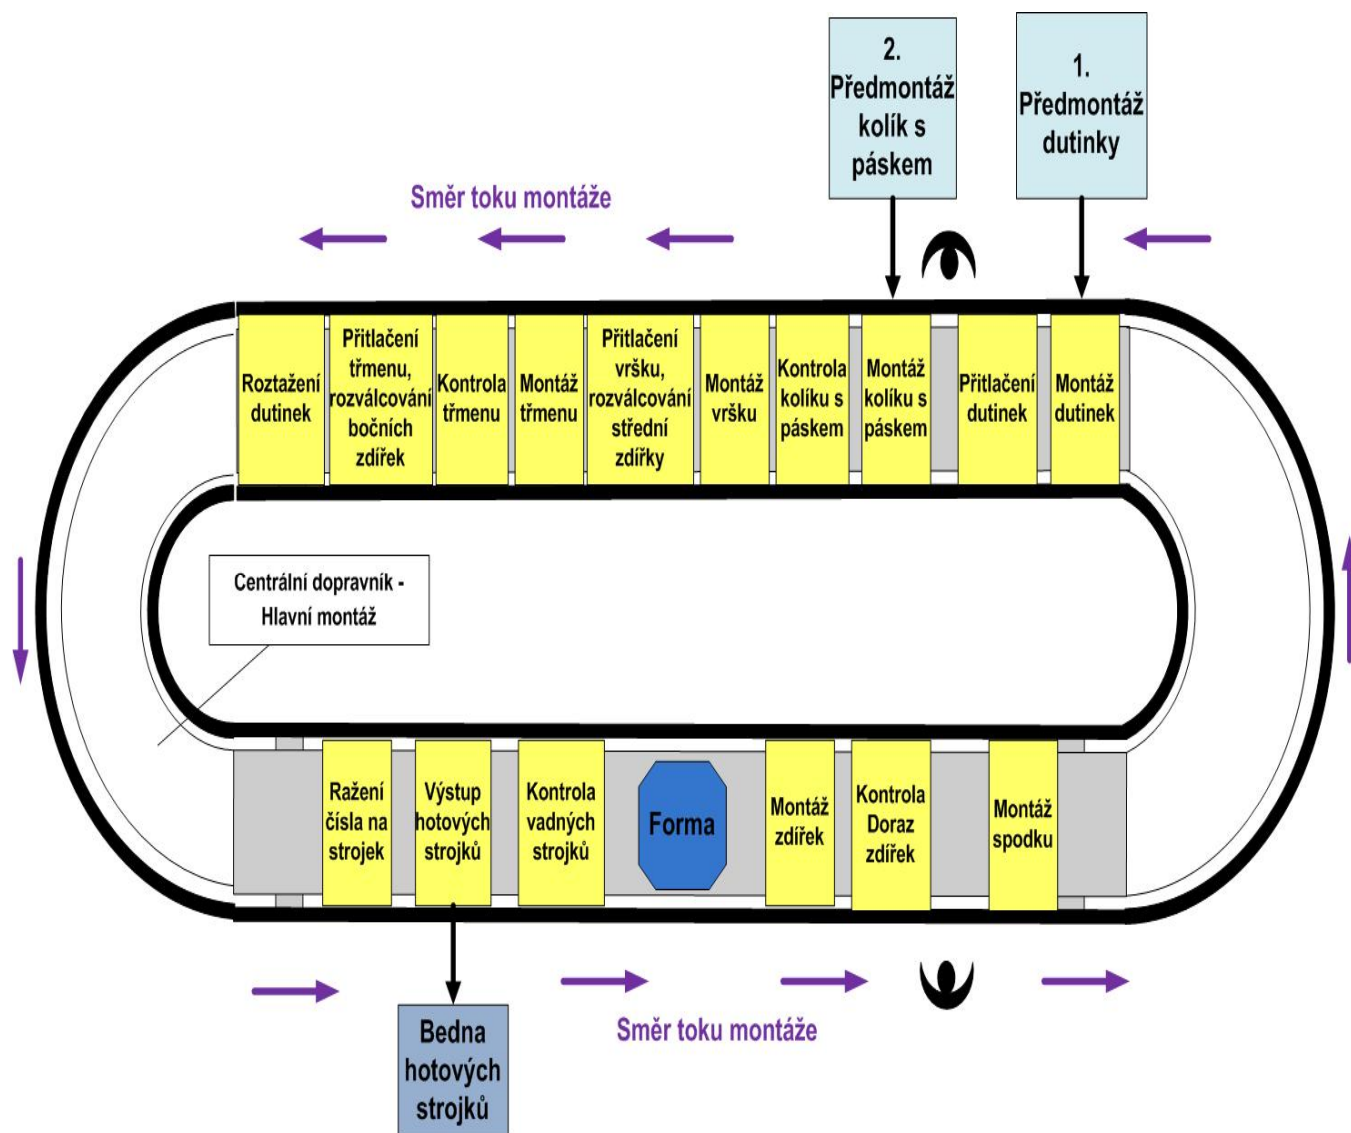 2.
Předmontáž
kolík s
páskem
1.
Předmontáž
dutinky
Směr toku montáže
Roztažení
dutinek
Přitlačení
třmenu,
rozválcování
bočních
zdířek
Kontrola
třmenu
Montáž
třmenu
Přitlačení
vršku,
rozválcování
střední
zdířky
Montáž
vršku
Kontrola
kolíku s
páskem
Montáž
kolíku s
páskem
Přitlačení
dutinek
Montáž
dutinek
Centrální dopravník -
Hlavní montáž
Ražení
čísla na
strojek
Výstup
hotových
strojků
Kontrola
vadných
strojků
Forma
Montáž
zdířek
Kontrola
Doraz
zdířek
Montáž
spodku
Směr toku montáže
Bedna
hotových
strojků